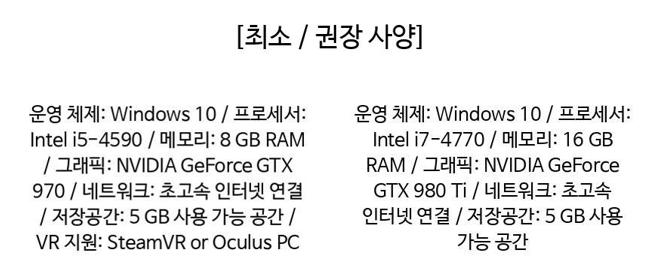 [최소 / 권장 사양]
운영 체제: Windows 10 / 프로세서:
Intel i5-4590 / 메모리: 8 GB RAM
/ 그래픽: NVIDIA GeForce GTX
970 / 네트워크: 초고속 인터넷 연결
/ 저장공간: 5 GB 사용 가능 공간 /
VR 지원: SteamVR or Oculus PC
운영 체제: Windows 10 / 프로세서:
Intel i7-4770 / 메모리: 16 GB
RAM / 그래픽: NVIDIA GeForce
GTX 980 Ti / 네트워크: 초고속
인터넷 연결 / 저장공간: 5 GB 사용
가능 공간